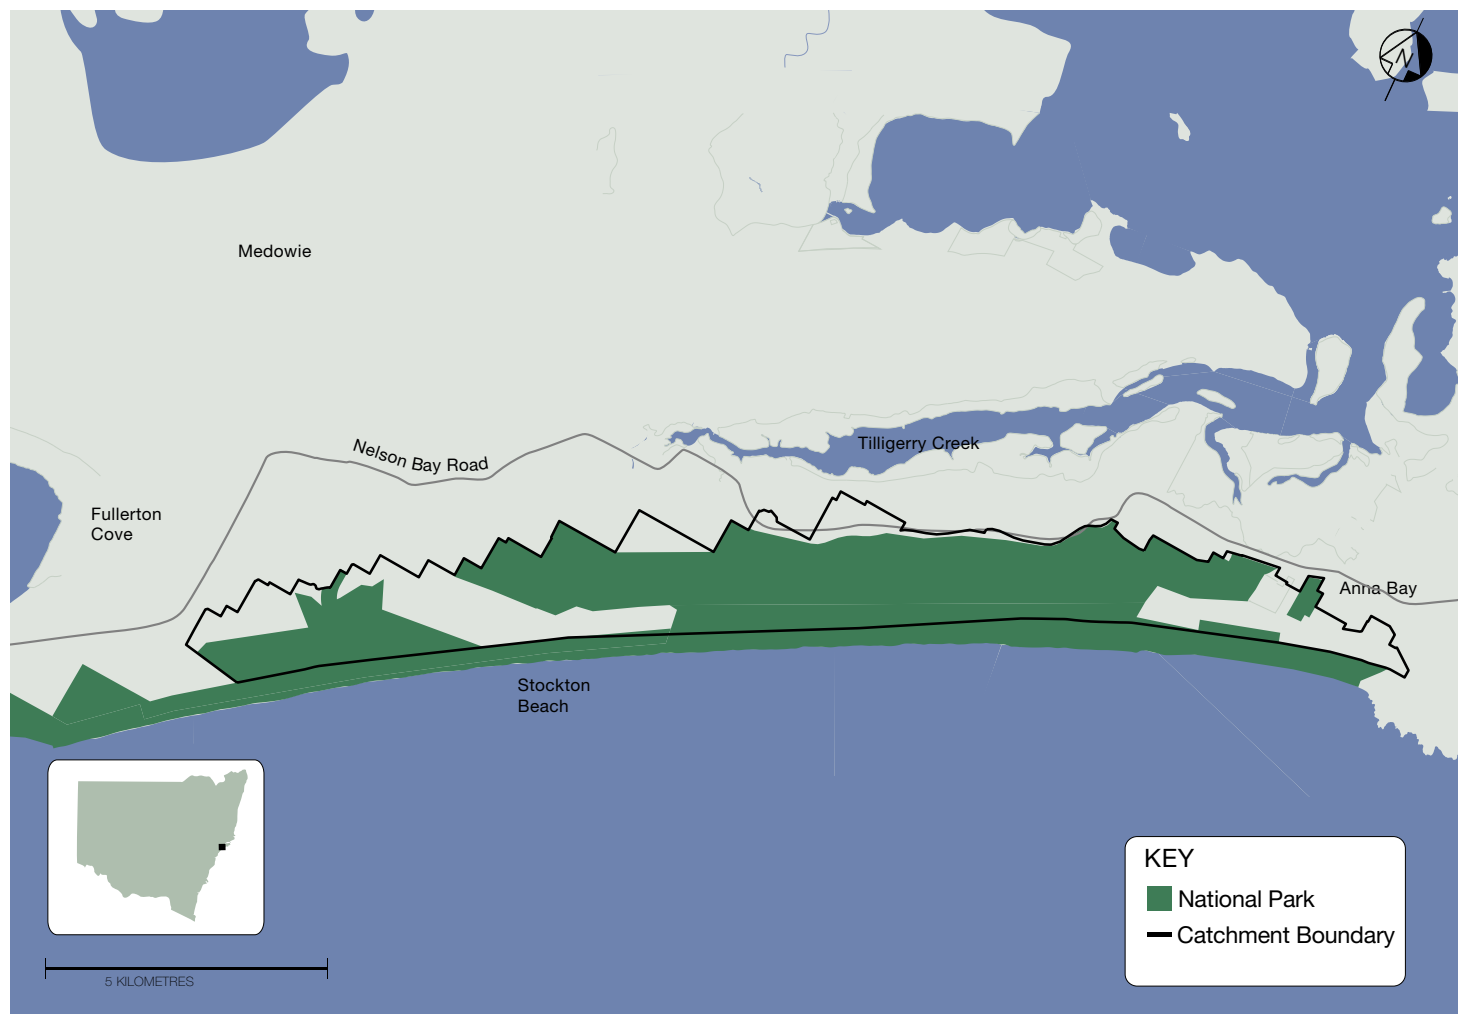 N
Medowie
Nelson Bay Road
Tilligerry Creek
Fullerton
Cove
Anna Bay
Stockton
Beach
KEY
National Park
Catchment Boundary
5 KILOMETRES